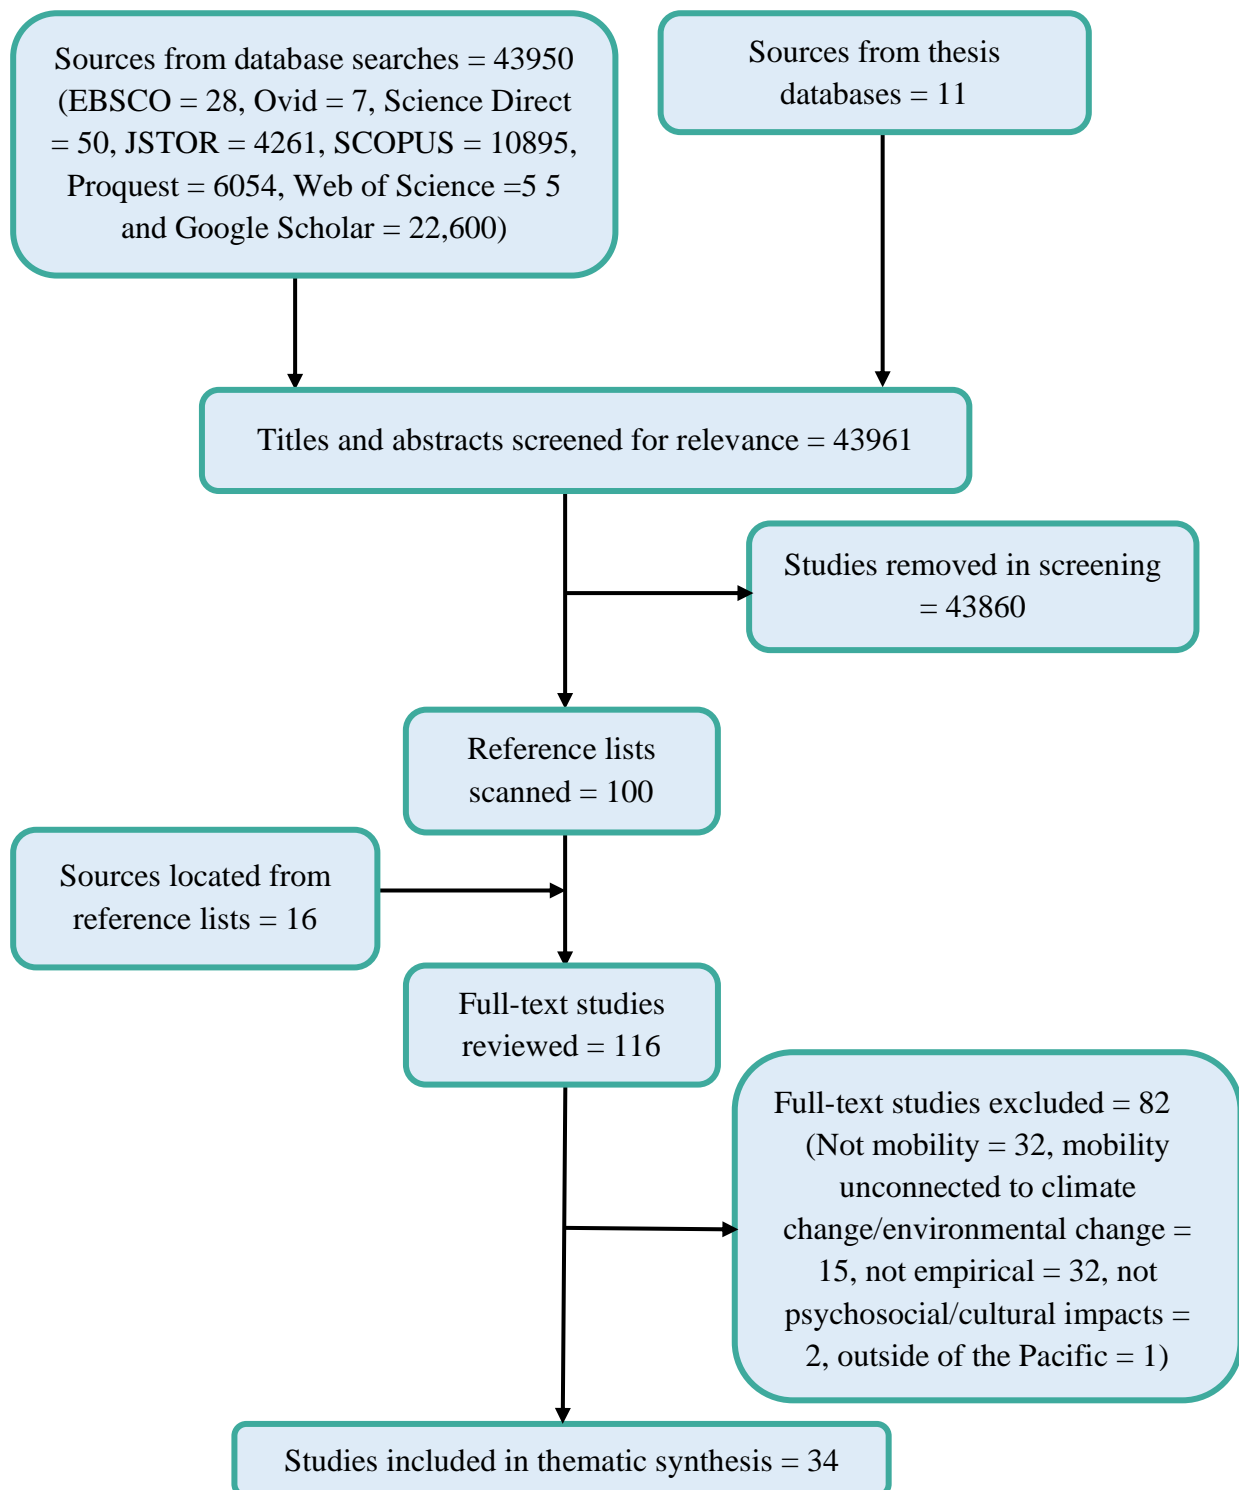 Sources from database searches = 43950
(EBSCO = 28, Ovid = 7, Science Direct
= 50, JSTOR = 4261, SCOPUS = 10895,
Proquest = 6054, Web of Science =5 5
and Google Scholar = 22,600)
Sources from thesis
databases = 11
Titles and abstracts screened for relevance = 43961
Studies removed in screening
= 43860
Reference lists
scanned = 100
Sources located from
reference lists = 16
Full-text studies
reviewed = 116
Full-text studies excluded = 82
(Not mobility = 32, mobility
unconnected to climate
change/environmental change =
15, not empirical = 32, not
psychosocial/cultural impacts =
2, outside of the Pacific = 1)
Studies included in thematic synthesis = 34